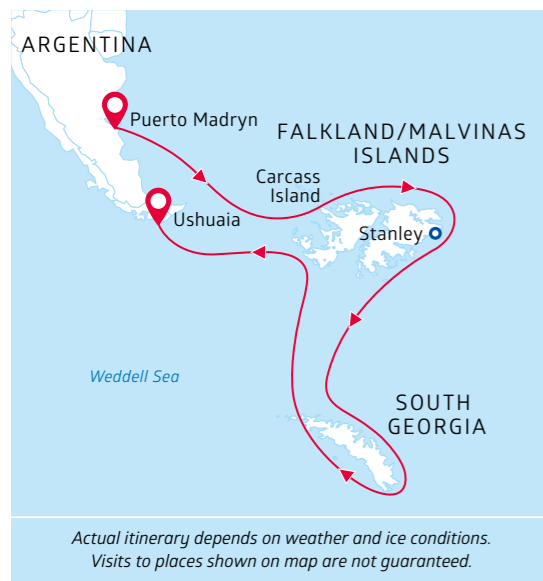 ARGENTINA
Puerto Madryn
FALKLAND/MALVINAS
ISLANDS
Carcass
Island
Ushuaia
Stanley
Weddell Sea
SOUTH
GEORGIA
Actual itinerary depends on weather and ice conditions.
Visits to places shown on map are not guaranteed.